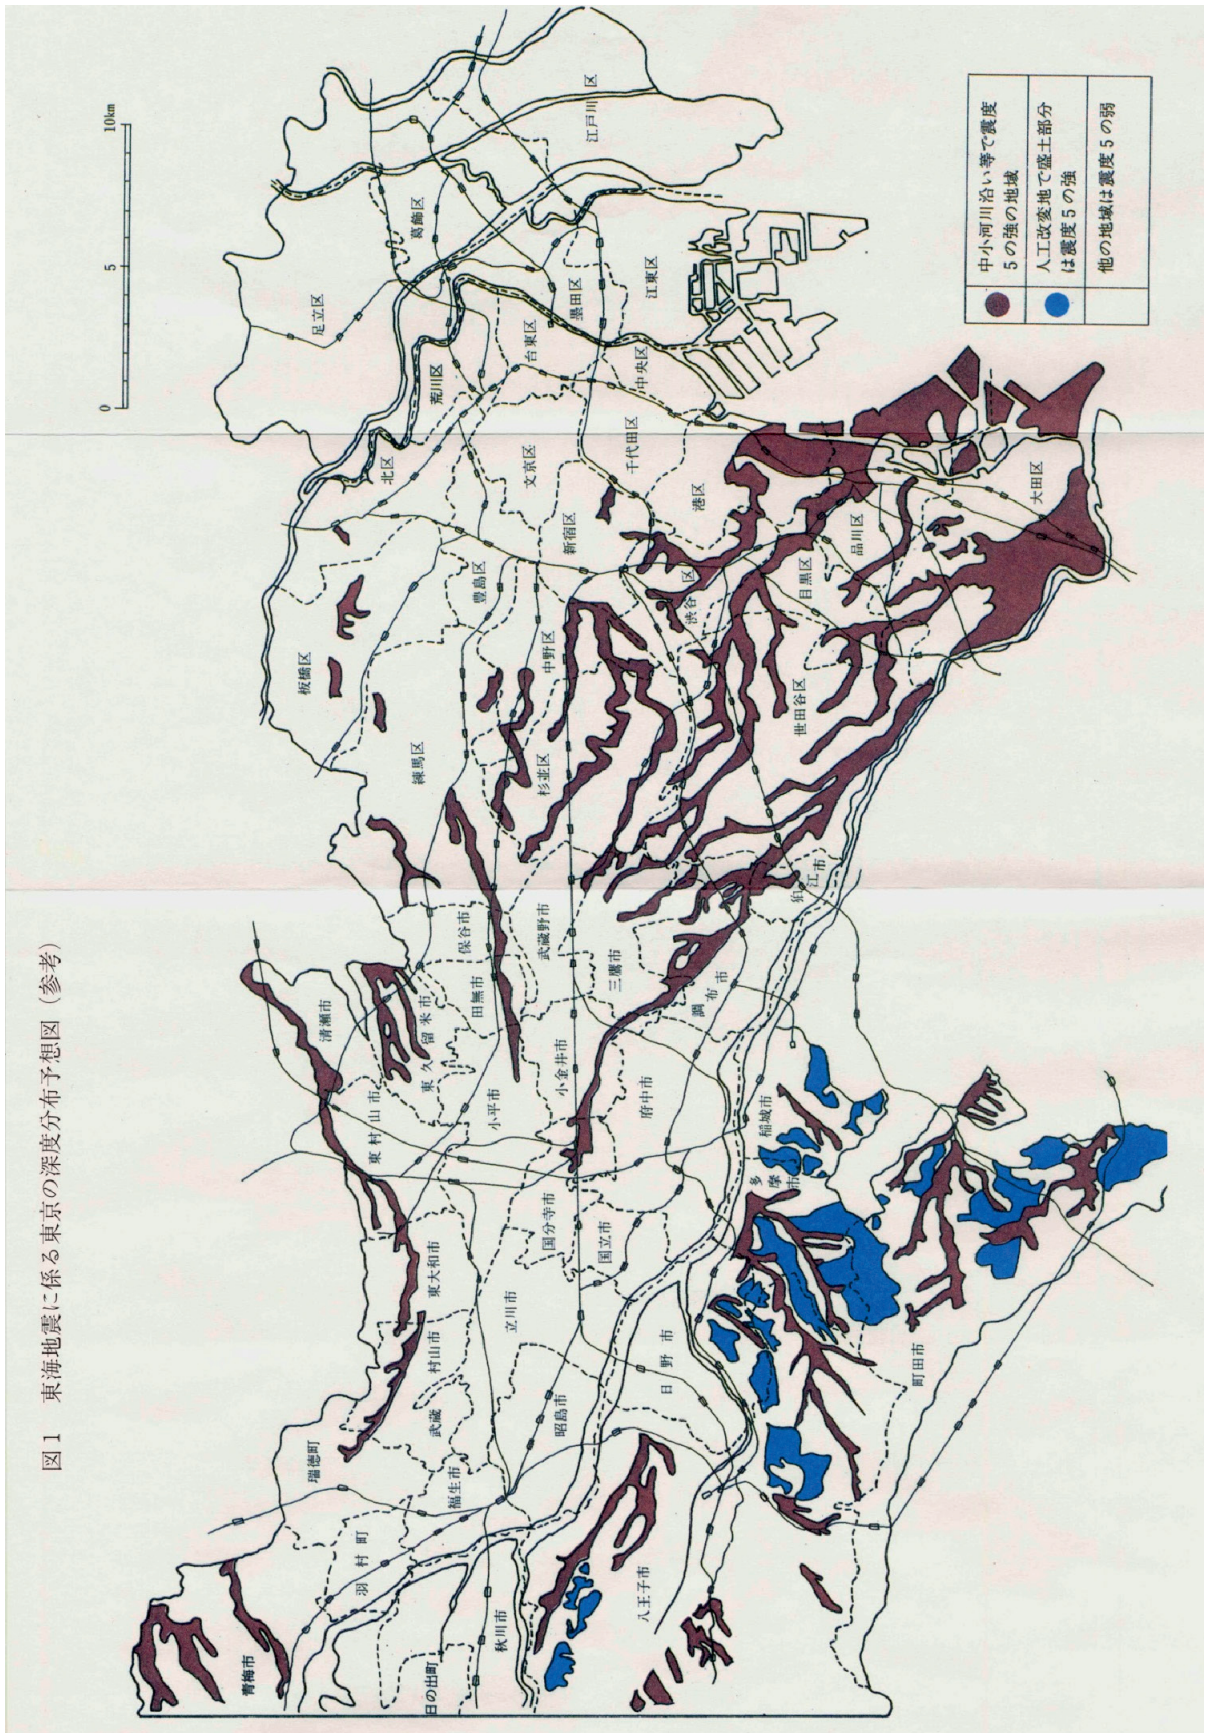 図1　東海地震に係る東京の深度分布予想図（参考）
0
5
10km
中小河川沿い等で震度
5の強の地域
人工改変地で盛土部分
は震度5の強
他の地域は震度5の弱
足立区
葛飾区
江戸川区
荒川区
台東区
墨田区
江東区
中央区
北区
文京区
千代田区
港区
新宿区
豊島区
板橋区
練馬区
中野区
渋谷区
目黒区
品川区
大田区
世田谷区
杉並区
狛江市
保谷市
武蔵野市
三鷹市
調布市
清瀬市
東久留米市
田無市
小金井市
府中市
小平市
東村山市
稲城市
多摩市
国分寺市
国立市
東大和市
立川市
武蔵村山市
昭島市
日野市
町田市
瑞徳町
福生市
羽村町
八王子市
秋川市
日の出町
青梅市